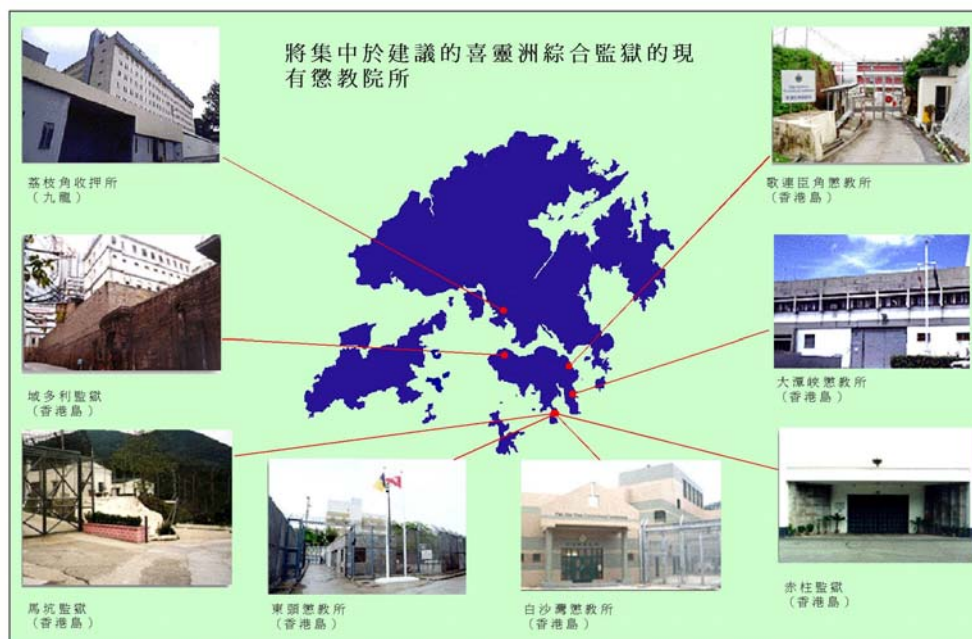 將集中於建議的喜靈洲綜合監獄的現
有懲教院所
荔枝角收押所
(九龍)
歌連臣角懲教所
(香港島)
域多利監獄
(香港島)
大潭峽懲教所
(香港島)
馬坑監獄
(香港島)
東頭懲教所
(香港島)
白沙灣懲教所
(香港島)
赤柱監獄
(香港島)